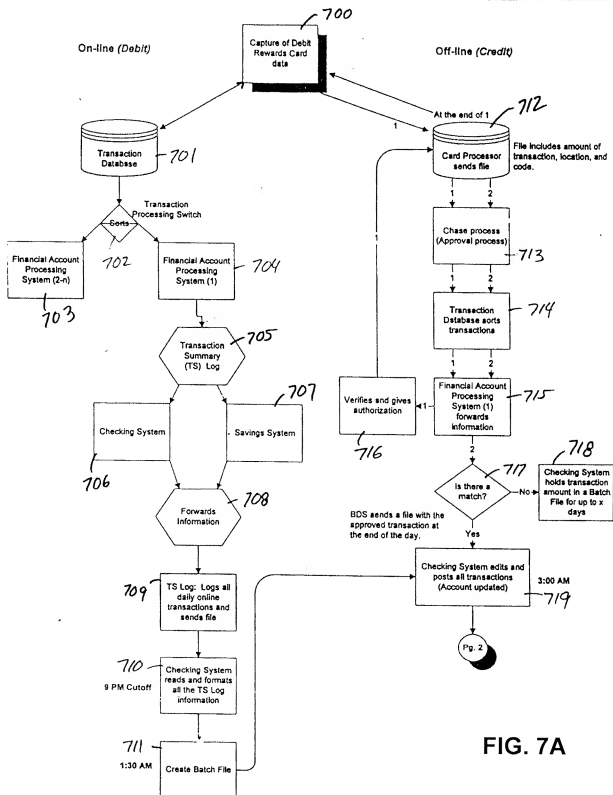 700
Capture of Debit
Rewards Card
data
On-line (Debit)
Off-line (Credit)
At the end of 1
1
712
701
Transaction
Database
Card Processor
sends file
File includes amount of
transaction, location, and
code.
Transaction
Processing Switch
Sorts
702
1
2
Financial Account
Processing
System (2-n)
703
Financial Account
Processing
System (1)
704
Chase process
(Approval process)
713
1
1
2
705
Transaction
Summary
(TS) Log
Transaction
Database sorts
transactions
714
1
2
707
Checking System
706
Savings System
Verifies and gives
authorization
716
1
Financial Account
Processing
System (1)
forwards
information
715
2
717
Is there a
match?
No
718
Checking System
holds transaction
amount in a Batch
File for up to x
days
Forwards
Information
708
BDS sends a file with the
approved transaction at
the end of the day.
Yes
709
TS Log: Logs all
daily online
transactions and
sends file
Checking System edits and
posts all transactions
(Account updated)
719
3:00 AM
710
9 PM Cutoff
Checking System
reads and formats
all the TS Log
information
Pg. 2
711
1:30 AM
Create Batch File
FIG. 7A